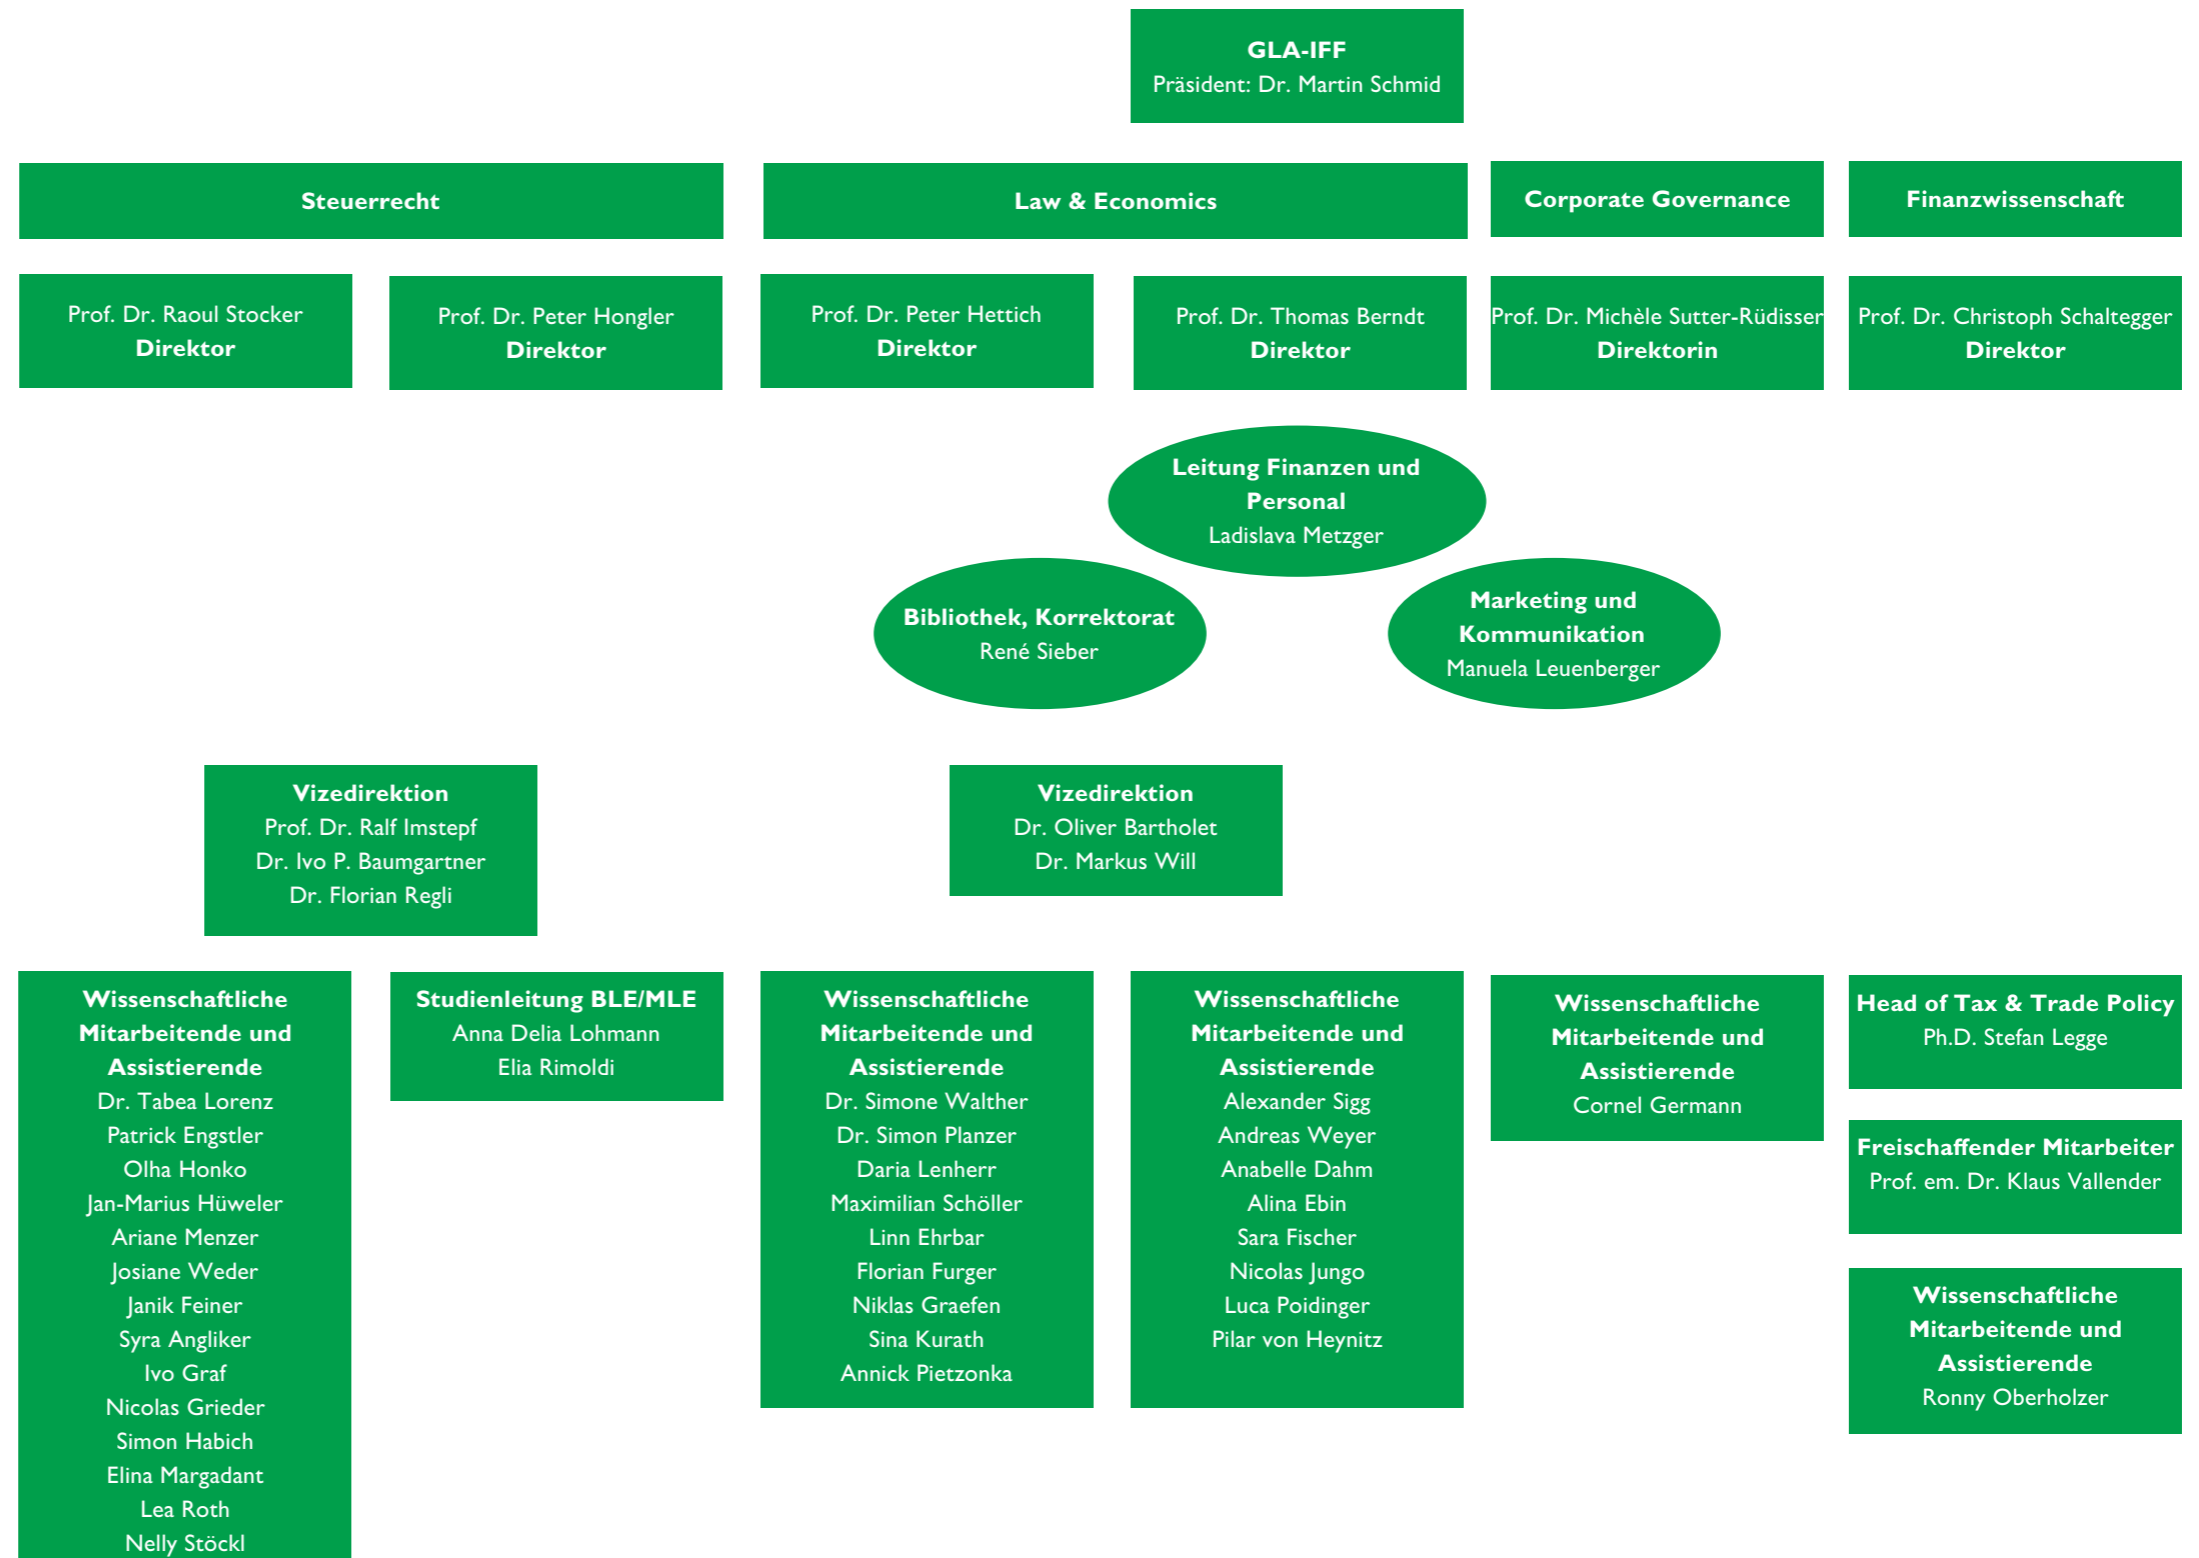 GLA-IFF
Präsident: Dr. Martin Schmid
Steuerrecht
Law & Economics
Corporate Governance
Finanzwissenschaft
Prof. Dr. Raoul Stocker
Direktor
Prof. Dr. Peter Hongler
Direktor
Prof. Dr. Peter Hettich
Direktor
Prof. Dr. Thomas Berndt
Direktor
Prof. Dr. Michèle Sutter-Rüdisser
Direktorin
Prof. Dr. Christoph Schaltegger
Direktor
Leitung Finanzen und
Personal
Ladislava Metzger
Bibliothek, Korrektorat
René Sieber
Marketing und
Kommunikation
Manuela Leuenberger
Vizedirektion
Prof. Dr. Ralf Imstepf
Dr. Ivo P. Baumgartner
Dr. Florian Regli
Vizedirektion
Dr. Oliver Bartholet
Dr. Markus Will
Wissenschaftliche
Mitarbeitende und
Assistierende
Dr. Tabea Lorenz
Patrick Engstler
Olha Honko
Jan-Marius Hüweler
Ariane Menzer
Josiane Weder
Janik Feiner
Syra Angliker
Ivo Graf
Nicolas Grieder
Simon Habich
Elina Margadant
Lea Roth
Nelly Stöckl
Studienleitung BLE/MLE
Anna Delia Lohmann
Elia Rimoldi
Wissenschaftliche
Mitarbeitende und
Assistierende
Dr. Simone Walther
Dr. Simon Planzer
Daria Lenherr
Maximilian Schöller
Linn Ehrbar
Florian Furger
Niklas Graefen
Sina Kurath
Annick Pietzonka
Wissenschaftliche
Mitarbeitende und
Assistierende
Alexander Sigg
Andreas Weyer
Anabelle Dahm
Alina Ebin
Sara Fischer
Nicolas Jungo
Luca Poidinger
Pilar von Heynitz
Wissenschaftliche
Mitarbeitende und
Assistierende
Cornel Germann
Head of Tax & Trade Policy
Ph.D. Stefan Legge
Freischaffender Mitarbeiter
Prof. em. Dr. Klaus Vallender
Wissenschaftliche
Mitarbeitende und
Assistierende
Ronny Oberholzer